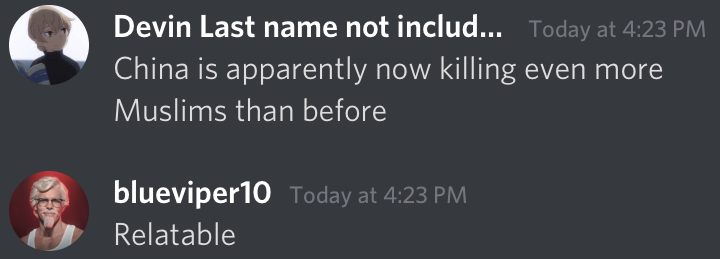 Devin Last name not includ... Today at 4:23 PM
China is apparently now killing even more
Muslims than before
blueviper10 Today at 4:23 PM
Relatable